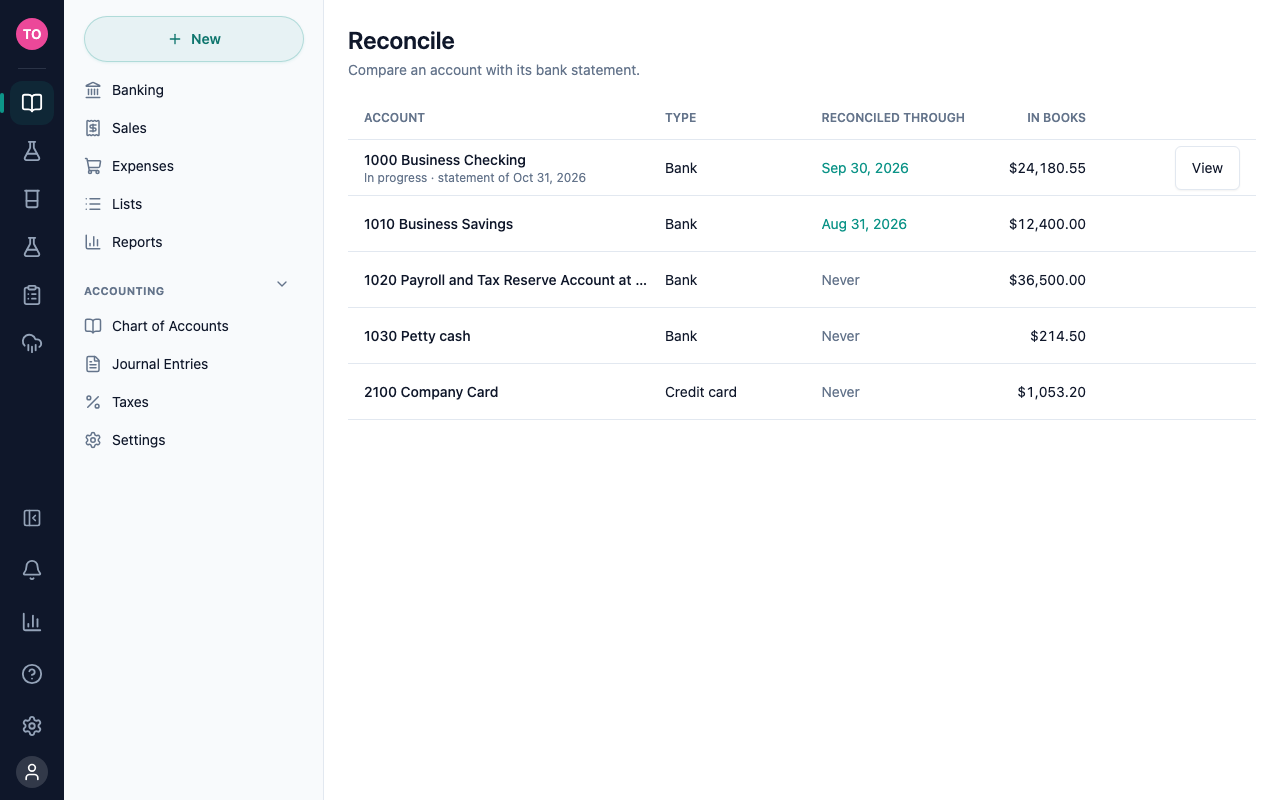 TO
New
Banking
Sales
Expenses
Lists
Reports
ACCOUNTING
Chart of Accounts
Journal Entries
Taxes
Settings
Reconcile
Compare an account with its bank statement.
ACCOUNT TYPE RECONCILED THROUGH IN BOOKS
1000 Business Checking Bank Sep 30, 2026 $24,180.55 View
In progress · statement of Oct 31, 2026
1010 Business Savings Bank Aug 31, 2026 $12,400.00
1020 Payroll and Tax Reserve Account at ... Bank Never $36,500.00
1030 Petty cash Bank Never $214.50
2100 Company Card Credit card Never $1,053.20